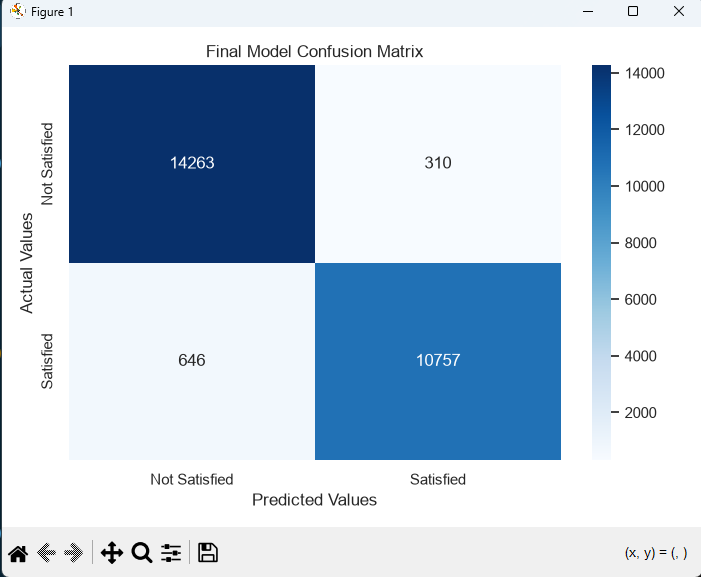 Figure 1
Final Model Confusion Matrix
Actual Values
Not Satisfied
Satisfied
14263
310
646
10757
Not Satisfied
Satisfied
Predicted Values
14000
12000
10000
8000
6000
4000
2000
(x, y) = (, )